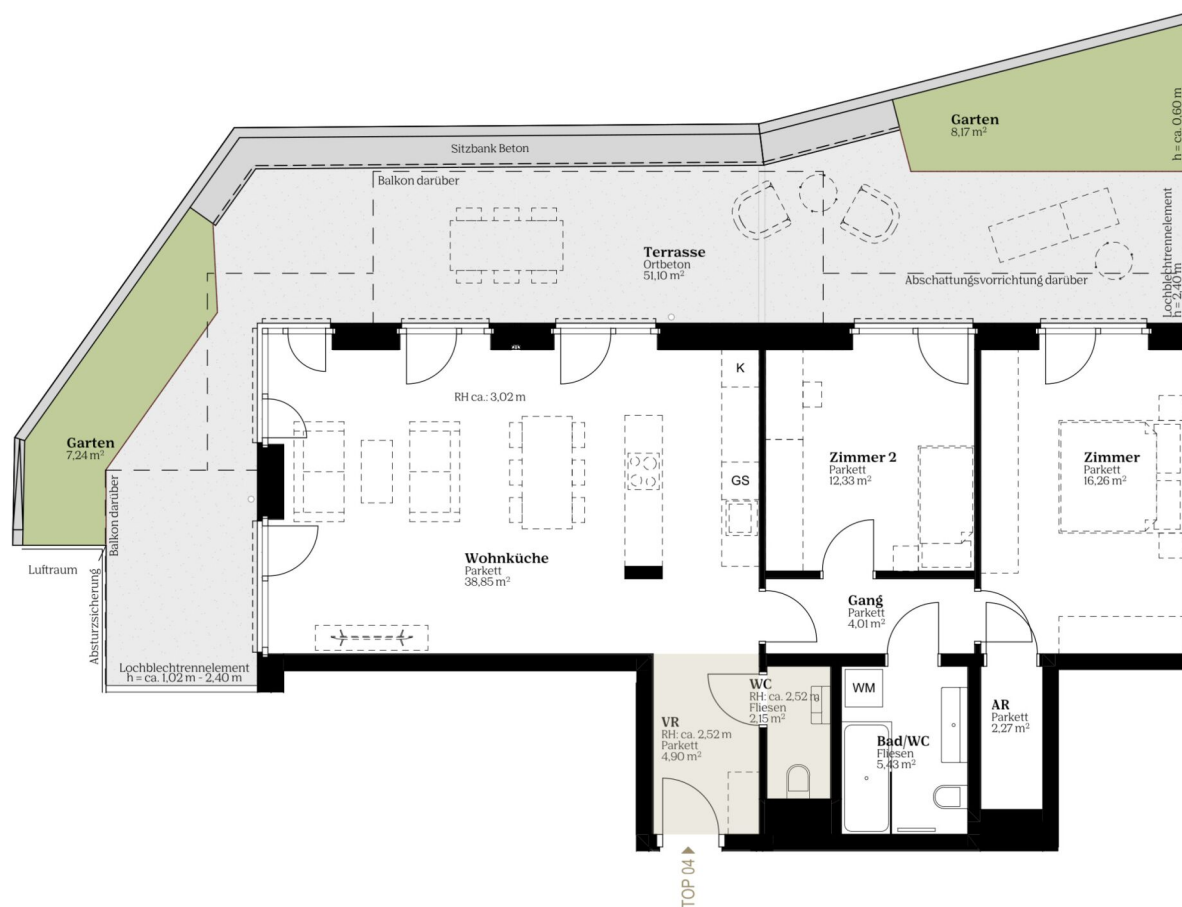 Garten
8,17 m²
h = ca. 0,60 m
Sitzbank Beton
Balkon darüber
Terrasse
Ortbeton
51,10 m²
Abschattungsvorrichtung darüber
Lochblechtrennelement
h = 2,40 m
Garten
7,24 m²
Balkon darüber
Luftraum
Absturzsicherung
Lochblechtrennelement
h = ca. 1,02 m - 2,40 m
RH ca.: 3,02 m
K
GS
Wohnküche
Parkett
38,85 m²
Zimmer 2
Parkett
12,33 m²
Zimmer
Parkett
16,26 m²
Gang
Parkett
4,01 m²
VR
RH: ca. 2,52 m
Parkett
4,90 m²
WC
RH: ca. 2,52 m
Fliesen
2,15 m²
WM
Bad/WC
Fliesen
5,43 m²
AR
Parkett
2,27 m²
TOP 04